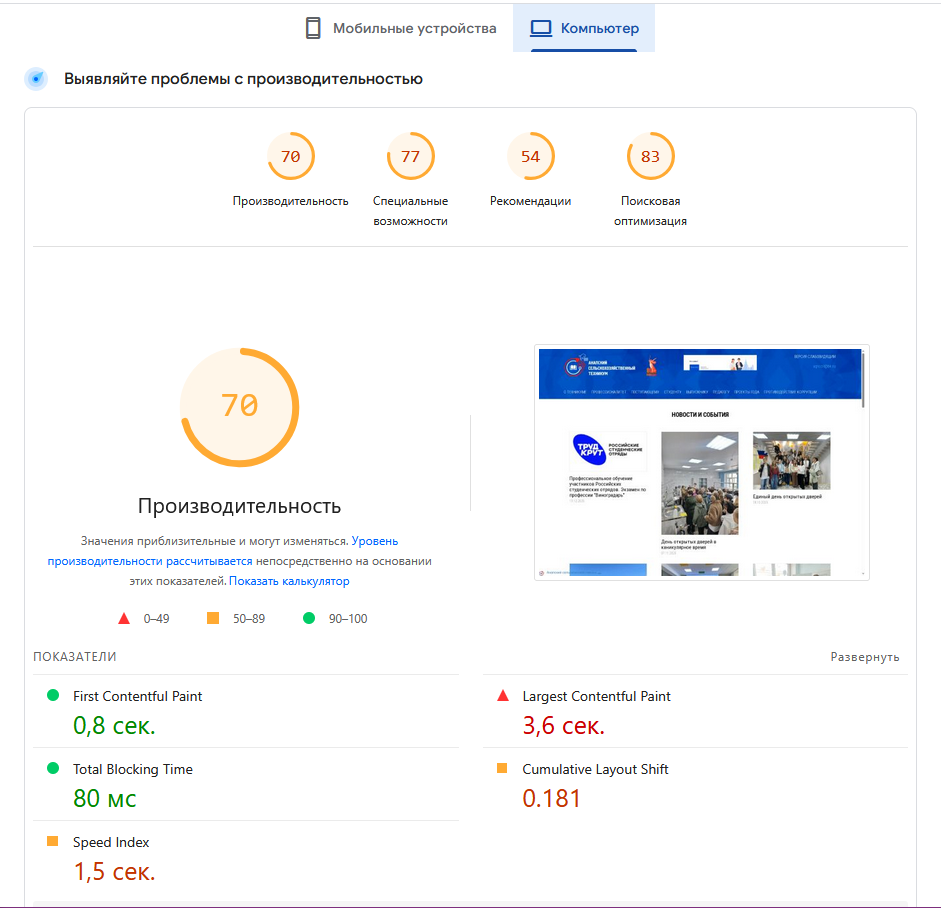 Мобильные устройства
Компьютер
Выявляйте проблемы с производительностью
70
77
54
83
Производительность
Специальные
возможности
Рекомендации
Поисковая
оптимизация
70
Производительность
Значения приблизительные и могут изменяться. Уровень
производительности рассчитывается непосредственно на основании
этих показателей. Показать калькулятор
0–49
50–89
90–100
АНАПСКИЙ
СЕЛЬСКОХОЗЯЙСТВЕННЫЙ
ТЕХНИКУМ
НОВОСТИ И СОБЫТИЯ
ТРУД
КРУТ
РОССИЙСКИЕ
СТУДЕНЧЕСКИЕ
ОТРЯДЫ
Профессиональное обучение
участников Российских
студенческих отрядов. Экзамен по
профессии "Виноградарь"
День открытых дверей в
каникулярное время
Единый день открытых дверей
ПОКАЗАТЕЛИ
Развернуть
First Contentful Paint
0,8 сек.
Largest Contentful Paint
3,6 сек.
Total Blocking Time
80 мс
Cumulative Layout Shift
0.181
Speed Index
1,5 сек.